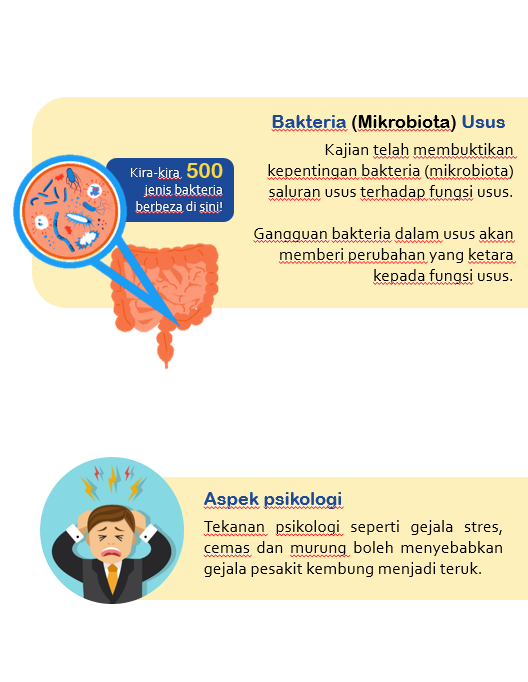 Bakteria (Mikrobiota) Usus
Kajian telah membuktikan
kepentingan bakteria (mikrobiota)
saluran usus terhadap fungsi usus.
Gangguan bakteria dalam usus akan
memberi perubahan yang ketara
kepada fungsi usus.
Kira-kira 500
jenis bakteria
berbeza di sini!
Aspek psikologi
Tekanan psikologi seperti gejala stres,
cemas dan murung boleh menyebabkan
gejala pesakit kembung menjadi teruk.